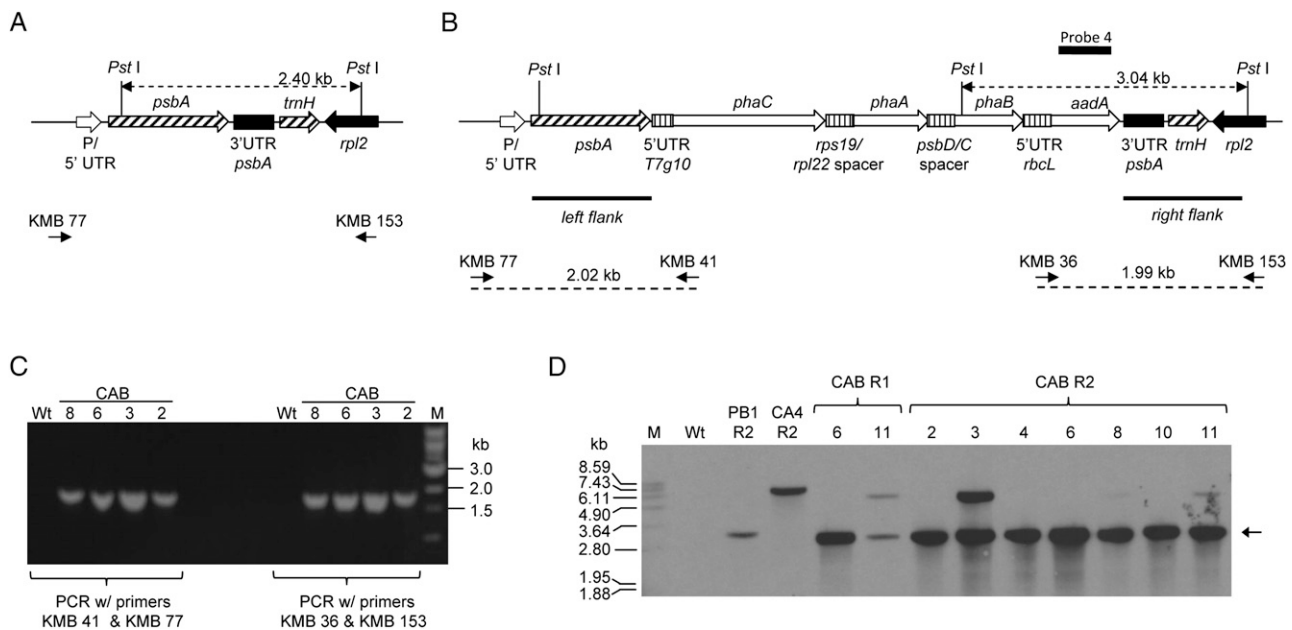 A
Pst I
Pst I
2.40 kb
psbA
trnH
P/
5' UTR
3'UTR
psbA
rpl2
KMB 77
KMB 153
B
Probe 4
Pst I
Pst I
Pst I
3.04 kb
phaC
phaA
phaB
aadA
P/
5' UTR
psbA
5'UTR
T7g10
rps19/
rpl22 spacer
psbD/C
spacer
5'UTR
rbcL
3'UTR
psbA
trnH
rpl2
left flank
right flank
KMB 77
2.02 kb
KMB 41
KMB 36
1.99 kb
KMB 153
C
CAB
CAB
Wt 8 6 3 2
Wt 8 6 3 2 M
kb
3.0
2.0
1.5
PCR w/ primers
KMB 41 & KMB 77
PCR w/ primers
KMB 36 & KMB 153
D
CAB R1
CAB R2
PB1
R2
CA4
R2
kb M Wt 6 11 2 3 4 6 8 10 11
8.59
7.43
6.11
4.90
3.64
2.80
1.95
1.88